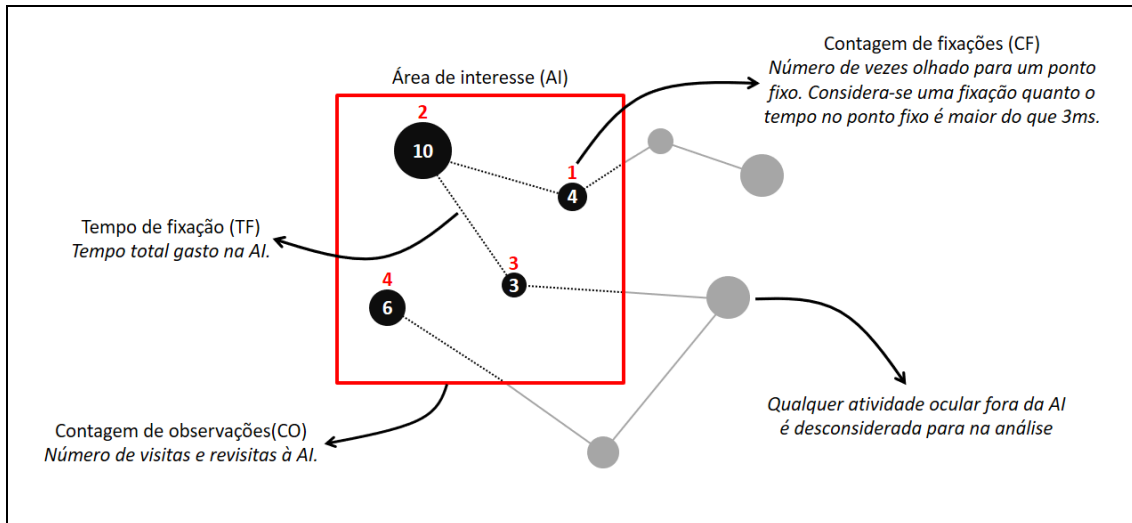 Contagem de fixações (CF)
Número de vezes olhado para um ponto
fixo. Considera-se uma fixação quanto o
tempo no ponto fixo é maior do que 3ms.
Área de interesse (AI)
2
10
1
4
Tempo de fixação (TF)
Tempo total gasto na AI.
3
3
4
6
Qualquer atividade ocular fora da AI
é desconsiderada para na análise
Contagem de observações(CO)
Número de visitas e revisitas à AI.